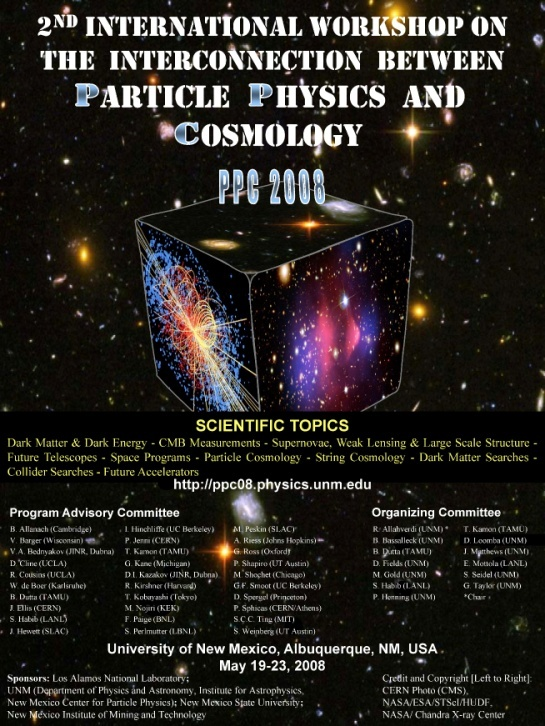 2ND INTERNATIONAL WORKSHOP ON
THE INTERCONNECTION BETWEEN
PARTICLE PHYSICS AND
COSMOLOGY
PPC 2008
SCIENTIFIC TOPICS
Dark Matter & Dark Energy - CMB Measurements - Supernovae, Weak Lensing & Large Scale Structure -
Future Telescopes - Space Programs - Particle Cosmology - String Cosmology - Dark Matter Searches -
Collider Searches - Future Accelerators
http://ppc08.physics.unm.edu
Program Advisory Committee
B. Allanach (Cambridge)
V. Barger (Wisconsin)
V.A. Bednyakov (JINR, Dubna)
D. Cline (UCLA)
R. Cousins (UCLA)
W. de Boer (Karlsruhe)
B. Dutta (TAMU)
J. Ellis (CERN)
S. Habib (LANL)
J. Hewett (SLAC)
I. Hinchliffe (UC Berkeley)
P. Jenni (CERN)
T. Kamon (TAMU)
G. Kane (Michigan)
D.I. Kazakov (JINR, Dubna)
R. Kirshner (Harvard)
T. Kobayashi (Tokyo)
M. Nojiri (KEK)
F. Paige (BNL)
S. Perlmutter (LBNL)
M. Peskin (SLAC)
A. Riess (Johns Hopkins)
G. Ross (Oxford)
P. Shapiro (UT Austin)
M. Shochet (Chicago)
G.F. Smoot (UC Berkeley)
D. Spergel (Princeton)
P. Sphicas (CERN/Athens)
S.C.C. Ting (MIT)
S. Weinberg (UT Austin)
Organizing Committee
R. Allahverdi (UNM) *
B. Bassalleck (UNM)
B. Dutta (TAMU)
D. Fields (UNM)
M. Gold (UNM)
S. Habib (LANL)
P. Henning (UNM)
T. Kamon (TAMU)
D. Loomba (UNM)
J. Matthews (UNM)
E. Mottola (LANL)
S. Seidel (UNM)
G. Taylor (UNM)
*Chair
University of New Mexico, Albuquerque, NM, USA
May 19-23, 2008
Sponsors: Los Alamos National Laboratory;
UNM (Department of Physics and Astronomy, Institute for Astrophysics,
New Mexico Center for Particle Physics); New Mexico State University;
New Mexico Institute of Mining and Technology
Credit and Copyright [Left to Right]:
CERN Photo (CMS),
NASA/ESA/STScI/HUDF,
NASA/ Chandra X-ray Center